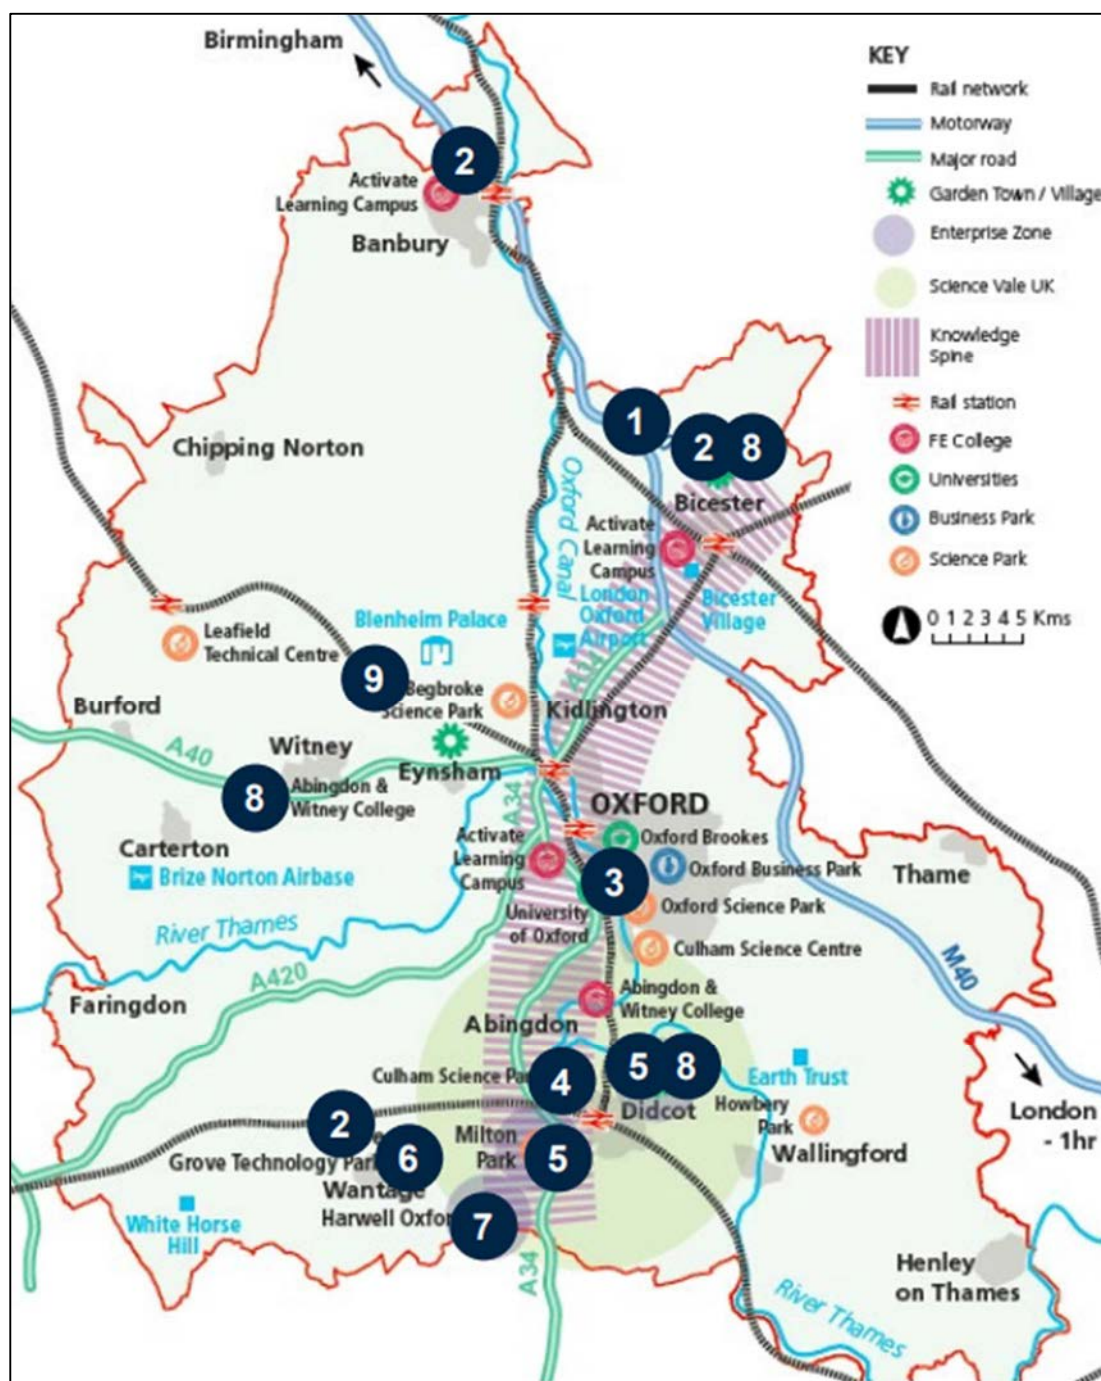 Birmingham
KEY
Rail network
Motorway
Major road
Garden Town / Village
Enterprise Zone
Science Vale UK
Knowledge
Spine
Rail station
FE College
Universities
Business Park
Science Park
0 1 2 3 4 5 Kms
2
Activate
Learning Campus
Banbury
1
2
8
Chipping Norton
Oxford Canal
Bicester
Activate
Learning
Campus
London
Oxford
Airport
Bicester
Village
Blenheim Palace
Leafield
Technical Centre
9
Begbroke
Science Park
Kidlington
A34
Burford
A40
Witney
Eynsham
8
Abingdon &
Witney College
A34
OXFORD
Carterton
Brize Norton Airbase
Activate
Learning
Campus
Oxford Brookes
Oxford Business Park
3
Thame
University
of Oxford
Oxford Science Park
River Thames
Culham Science Centre
M40
A420
Faringdon
Abingdon &
Witney College
Abingdon
Culham Science
4
5
8
Earth Trust
Didcot
Howbery
Park
London
- 1hr
2
Milton
Park
5
Wallingford
Grove Technology
6
Wantage
Harwell
7
White Horse
Hill
A34
Henley
on Thames
River Thames